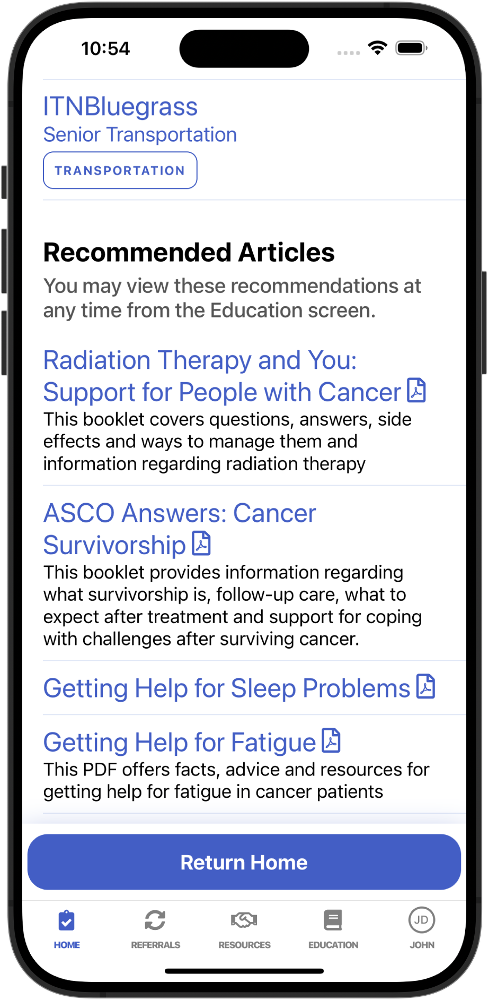 10:54
ITNBluegrass
Senior Transportation
TRANSPORTATION
Recommended Articles
You may view these recommendations at
any time from the Education screen.
Radiation Therapy and You:
Support for People with Cancer
This booklet covers questions, answers, side
effects and ways to manage them and
information regarding radiation therapy
ASCO Answers: Cancer
Survivorship
This booklet provides information regarding
what survivorship is, follow-up care, what to
expect after treatment and support for coping
with challenges after surviving cancer.
Getting Help for Sleep Problems
Getting Help for Fatigue
This PDF offers facts, advice and resources for
getting help for fatigue in cancer patients
Return Home
JD
HOME REFERRALS RESOURCES EDUCATION JOHN